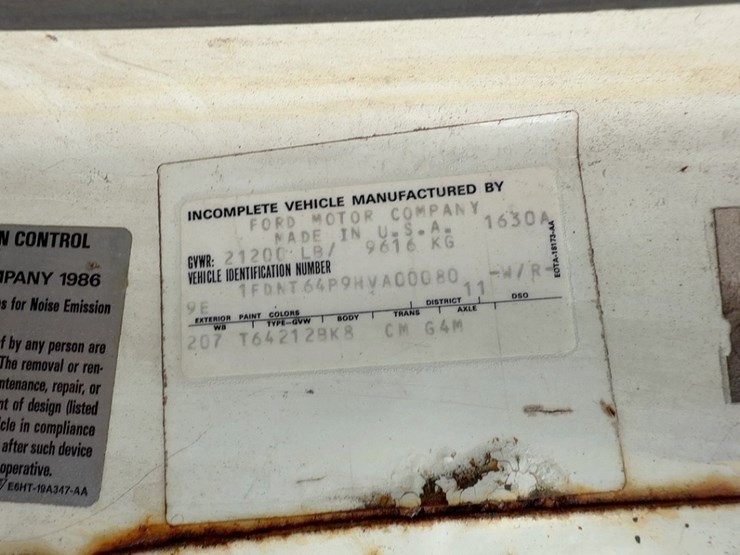 N CONTROL
MPANY 1986
s for Noise Emission
f by any person are
The removal or ren-
ntenance, repair, or
nt of design (listed
cle in compliance
after such device
operative.
E6HT-19A347-AA
INCOMPLETE VEHICLE MANUFACTURED BY
FORD MOTOR COMPANY
MADE IN U.S.A. 1630A
GVWR: 21200 LB/ 9616 KG
VEHICLE IDENTIFICATION NUMBER
1FDNT64P9HVA00080 -W/R-
9E 11
EXTERIOR PAINT COLORS DISTRICT DSO
WB TYPE-GVW BODY TRANS AXLE
207 T642129K8 CM G4M
EOTA-18173-AA